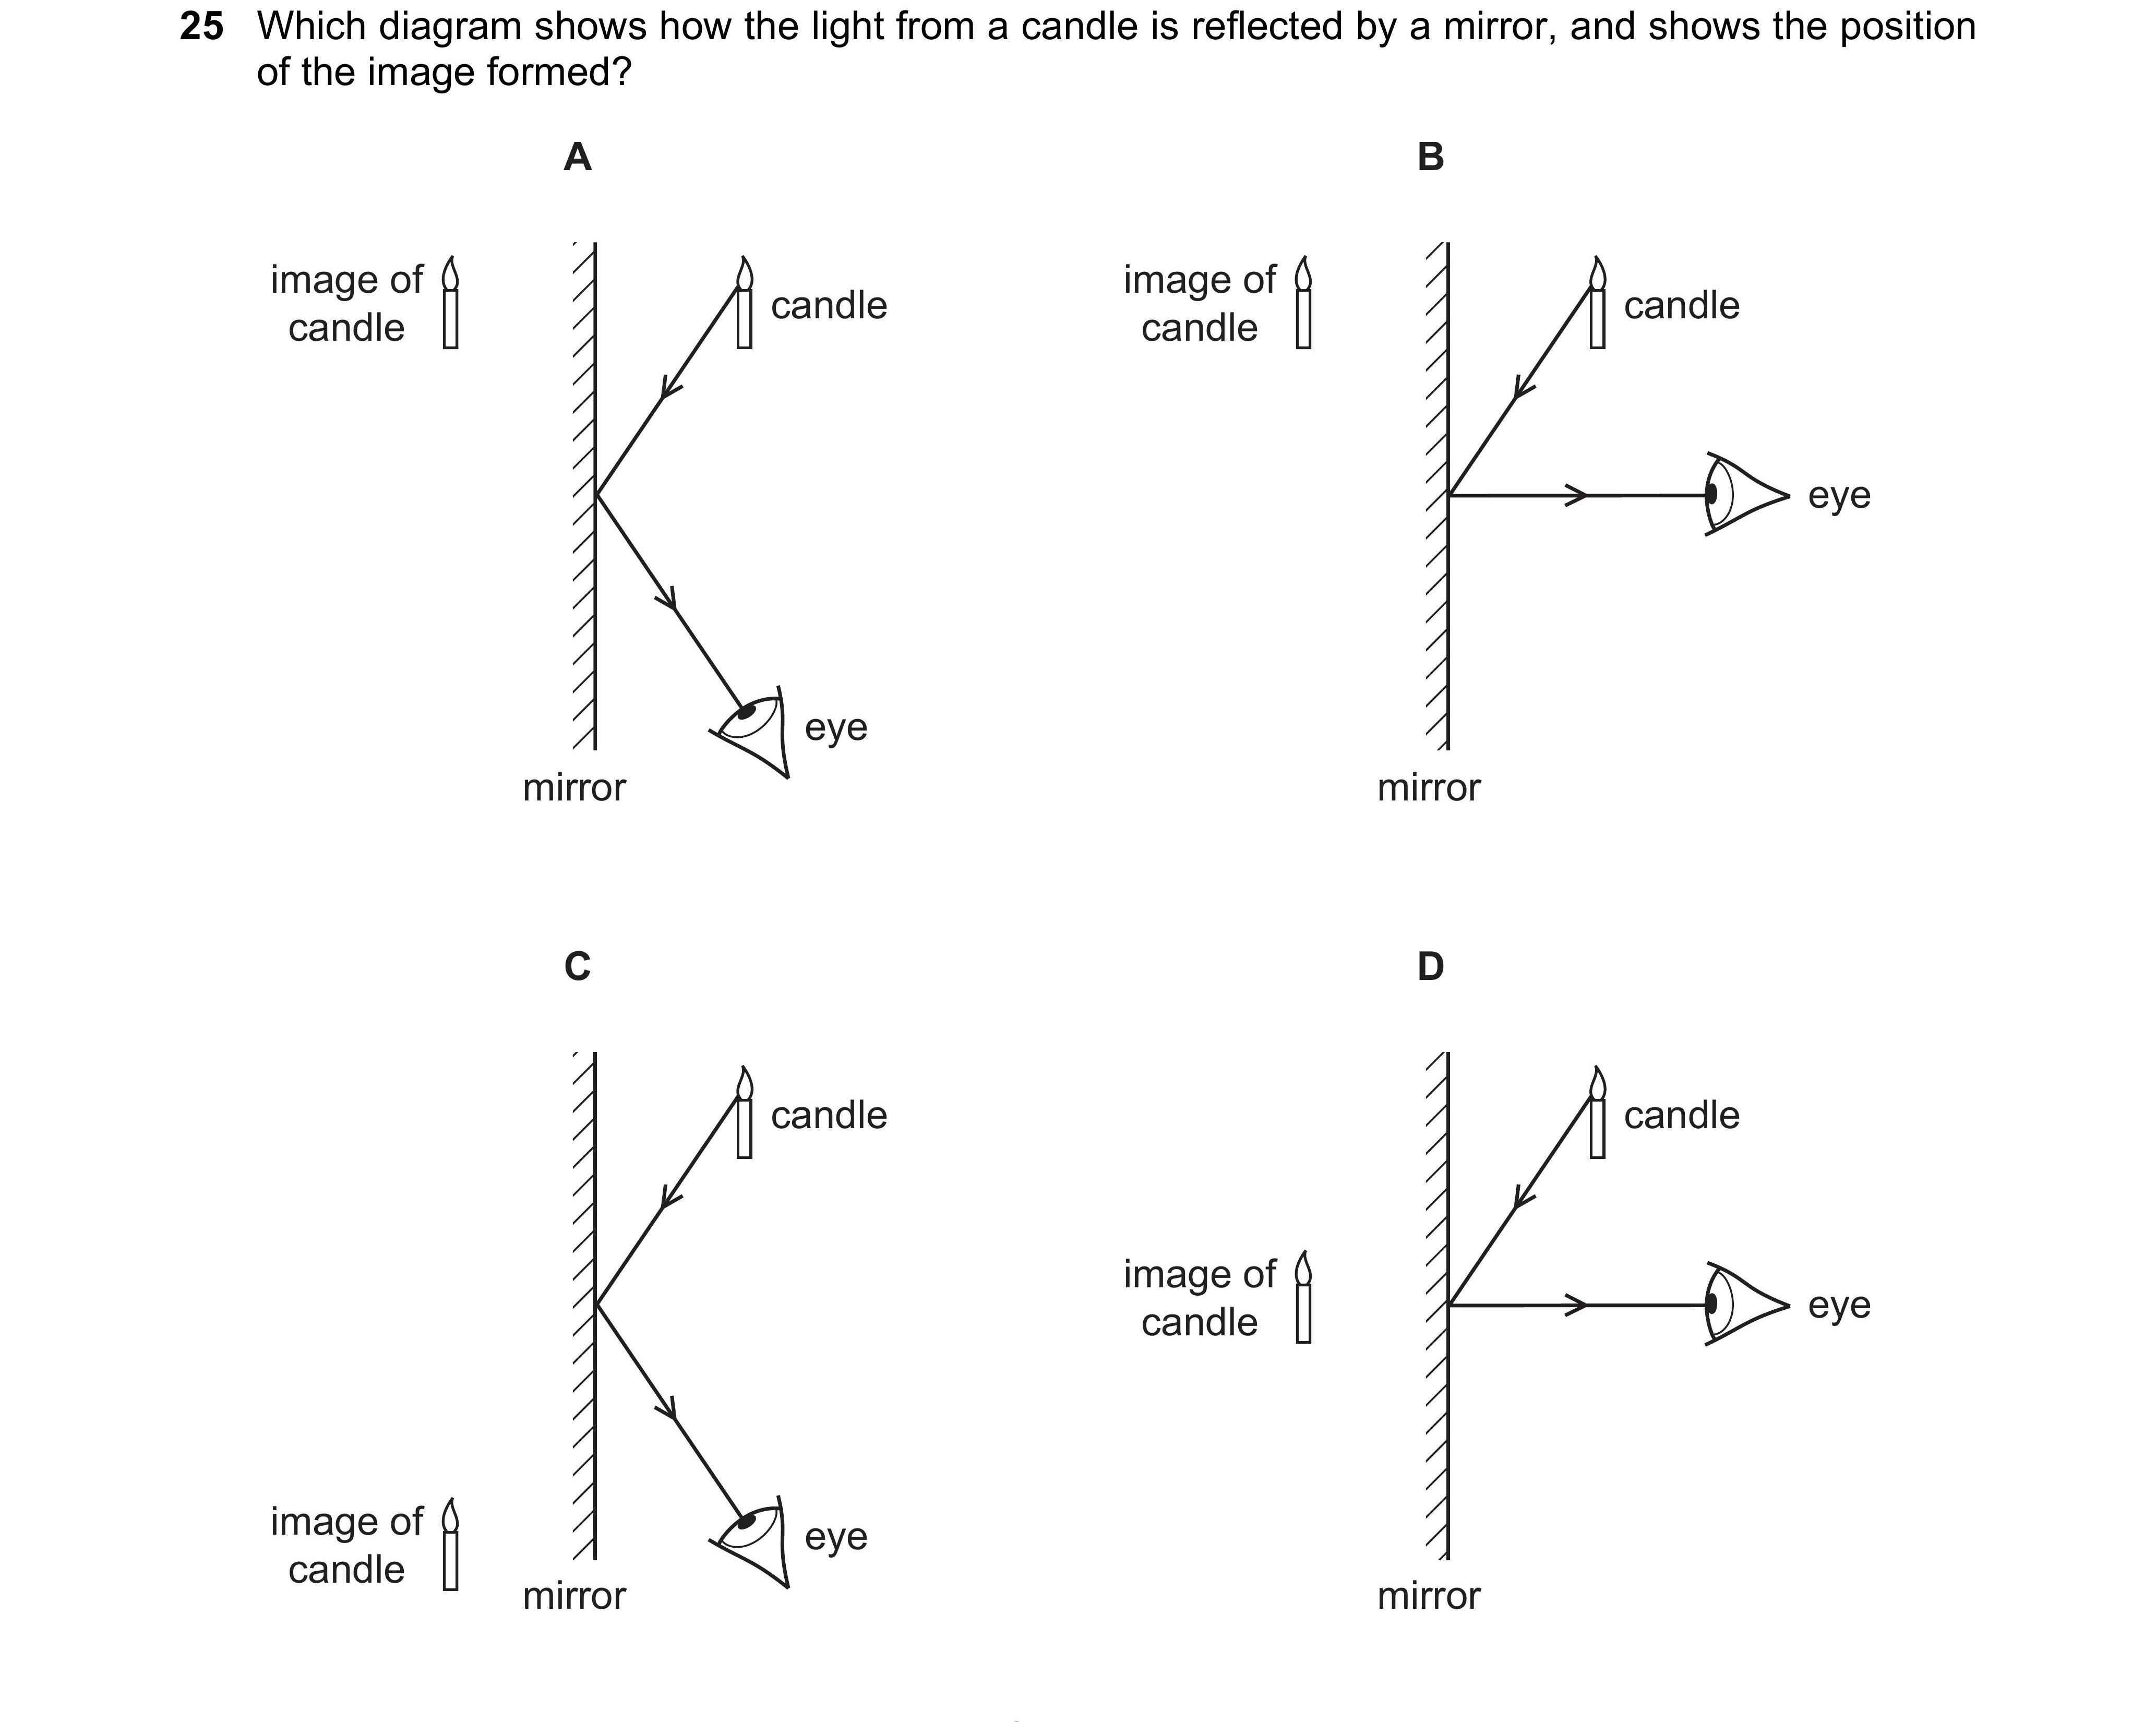 25 Which diagram shows how the light from a candle is reflected by a mirror, and shows the position
of the image formed?
A
image of
candle
candle
eye
mirror
B
image of
candle
candle
eye
mirror
C
candle
image of
candle
eye
mirror
D
candle
image of
candle
eye
mirror